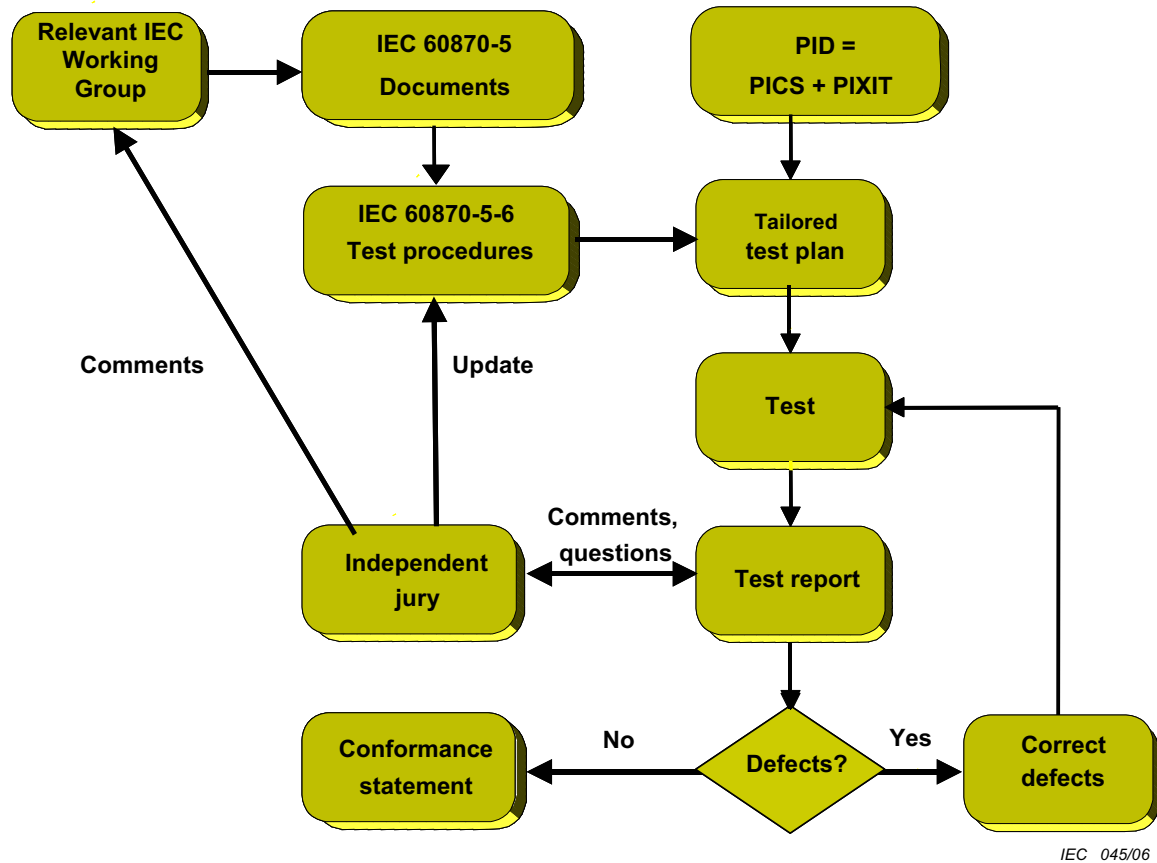 Relevant IEC
Working
Group
IEC 60870-5
Documents
PID =
PICS + PIXIT
IEC 60870-5-6
Test procedures
Tailored
test plan
Comments
Update
Test
Comments,
questions
Independent
jury
Test report
Conformance
statement
No
Defects?
Yes
Correct
defects
IEC 045/06